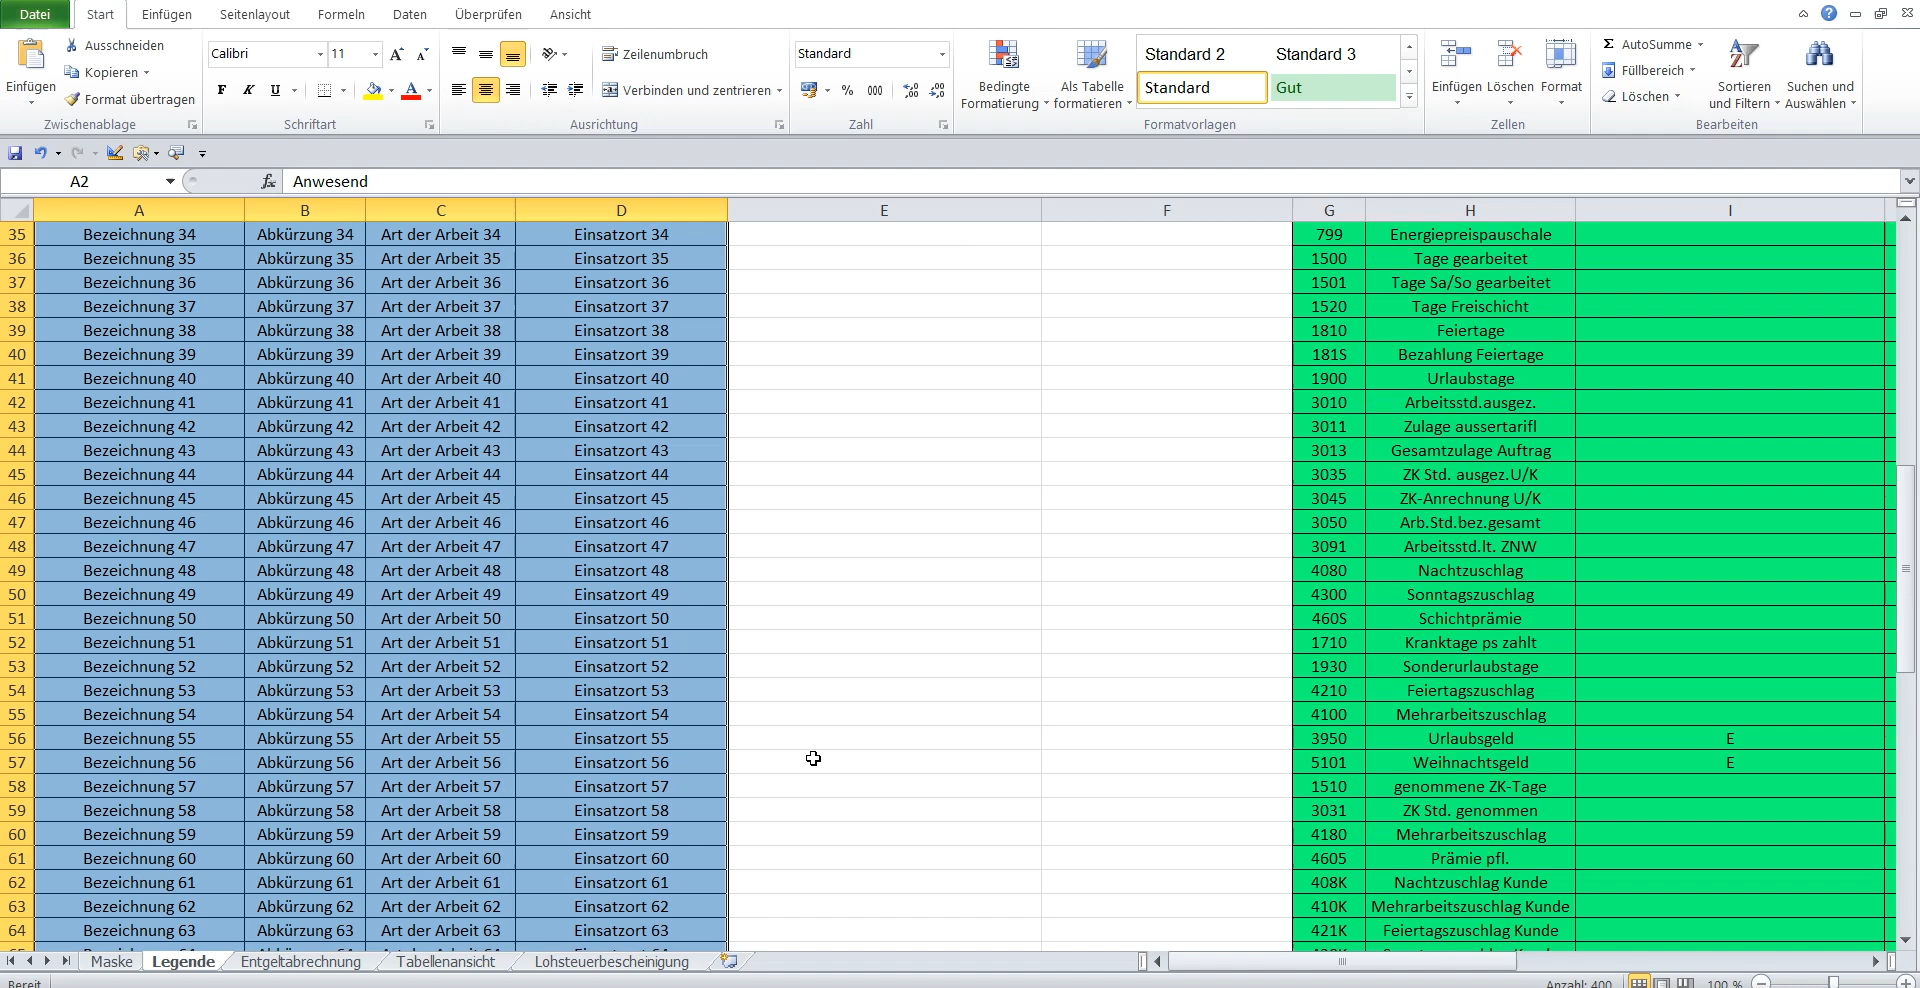 Datei Start Einfügen Seitenlayout Formeln Daten Überprüfen Ansicht
Einfügen
Ausschneiden
Kopieren
Format übertragen
Zwischenablage
Calibri 11
F K U
Schriftart
Zeilenumbruch
Verbinden und zentrieren
Ausrichtung
Standard
% 000
Zahl
Bedingte Formatierung
Als Tabelle formatieren
Standard 2 Standard 3
Standard Gut
Formatvorlagen
Einfügen Löschen Format
Zellen
Σ AutoSumme
Füllbereich
Löschen
Sortieren und Filtern
Suchen und Auswählen
Bearbeiten
A2 fx Anwesend
A B C D E F G H I
35 Bezeichnung 34 Abkürzung 34 Art der Arbeit 34 Einsatzort 34 799 Energiepreispauschale
36 Bezeichnung 35 Abkürzung 35 Art der Arbeit 35 Einsatzort 35 1500 Tage gearbeitet
37 Bezeichnung 36 Abkürzung 36 Art der Arbeit 36 Einsatzort 36 1501 Tage Sa/So gearbeitet
38 Bezeichnung 37 Abkürzung 37 Art der Arbeit 37 Einsatzort 37 1520 Tage Freischicht
39 Bezeichnung 38 Abkürzung 38 Art der Arbeit 38 Einsatzort 38 1810 Feiertage
40 Bezeichnung 39 Abkürzung 39 Art der Arbeit 39 Einsatzort 39 181S Bezahlung Feiertage
41 Bezeichnung 40 Abkürzung 40 Art der Arbeit 40 Einsatzort 40 1900 Urlaubstage
42 Bezeichnung 41 Abkürzung 41 Art der Arbeit 41 Einsatzort 41 3010 Arbeitsstd.ausgez.
43 Bezeichnung 42 Abkürzung 42 Art der Arbeit 42 Einsatzort 42 3011 Zulage aussertarifl
44 Bezeichnung 43 Abkürzung 43 Art der Arbeit 43 Einsatzort 43 3013 Gesamtzulage Auftrag
45 Bezeichnung 44 Abkürzung 44 Art der Arbeit 44 Einsatzort 44 3035 ZK Std. ausgez.U/K
46 Bezeichnung 45 Abkürzung 45 Art der Arbeit 45 Einsatzort 45 3045 ZK-Anrechnung U/K
47 Bezeichnung 46 Abkürzung 46 Art der Arbeit 46 Einsatzort 46 3050 Arb.Std.bez.gesamt
48 Bezeichnung 47 Abkürzung 47 Art der Arbeit 47 Einsatzort 47 3091 Arbeitsstd.lt. ZNW
49 Bezeichnung 48 Abkürzung 48 Art der Arbeit 48 Einsatzort 48 4080 Nachtzuschlag
50 Bezeichnung 49 Abkürzung 49 Art der Arbeit 49 Einsatzort 49 4300 Sonntagszuschlag
51 Bezeichnung 50 Abkürzung 50 Art der Arbeit 50 Einsatzort 50 460S Schichtprämie
52 Bezeichnung 51 Abkürzung 51 Art der Arbeit 51 Einsatzort 51 1710 Kranktage ps zahlt
53 Bezeichnung 52 Abkürzung 52 Art der Arbeit 52 Einsatzort 52 1930 Sonderurlaubstage
54 Bezeichnung 53 Abkürzung 53 Art der Arbeit 53 Einsatzort 53 4210 Feiertagszuschlag
55 Bezeichnung 54 Abkürzung 54 Art der Arbeit 54 Einsatzort 54 4100 Mehrarbeitszuschlag
56 Bezeichnung 55 Abkürzung 55 Art der Arbeit 55 Einsatzort 55 3950 Urlaubsgeld E
57 Bezeichnung 56 Abkürzung 56 Art der Arbeit 56 Einsatzort 56 5101 Weihnachtsgeld E
58 Bezeichnung 57 Abkürzung 57 Art der Arbeit 57 Einsatzort 57 1510 genommene ZK-Tage
59 Bezeichnung 58 Abkürzung 58 Art der Arbeit 58 Einsatzort 58 3031 ZK Std. genommen
60 Bezeichnung 59 Abkürzung 59 Art der Arbeit 59 Einsatzort 59 4180 Mehrarbeitszuschlag
61 Bezeichnung 60 Abkürzung 60 Art der Arbeit 60 Einsatzort 60 4605 Prämie pfl.
62 Bezeichnung 61 Abkürzung 61 Art der Arbeit 61 Einsatzort 61 408K Nachtzuschlag Kunde
63 Bezeichnung 62 Abkürzung 62 Art der Arbeit 62 Einsatzort 62 410K Mehrarbeitszuschlag Kunde
64 Bezeichnung 63 Abkürzung 63 Art der Arbeit 63 Einsatzort 63 421K Feiertagszuschlag Kunde
Maske Legende Entgeltabrechnung Tabellenansicht Lohsteuerbescheinigung
Bereit Anzahl: 400 100 %